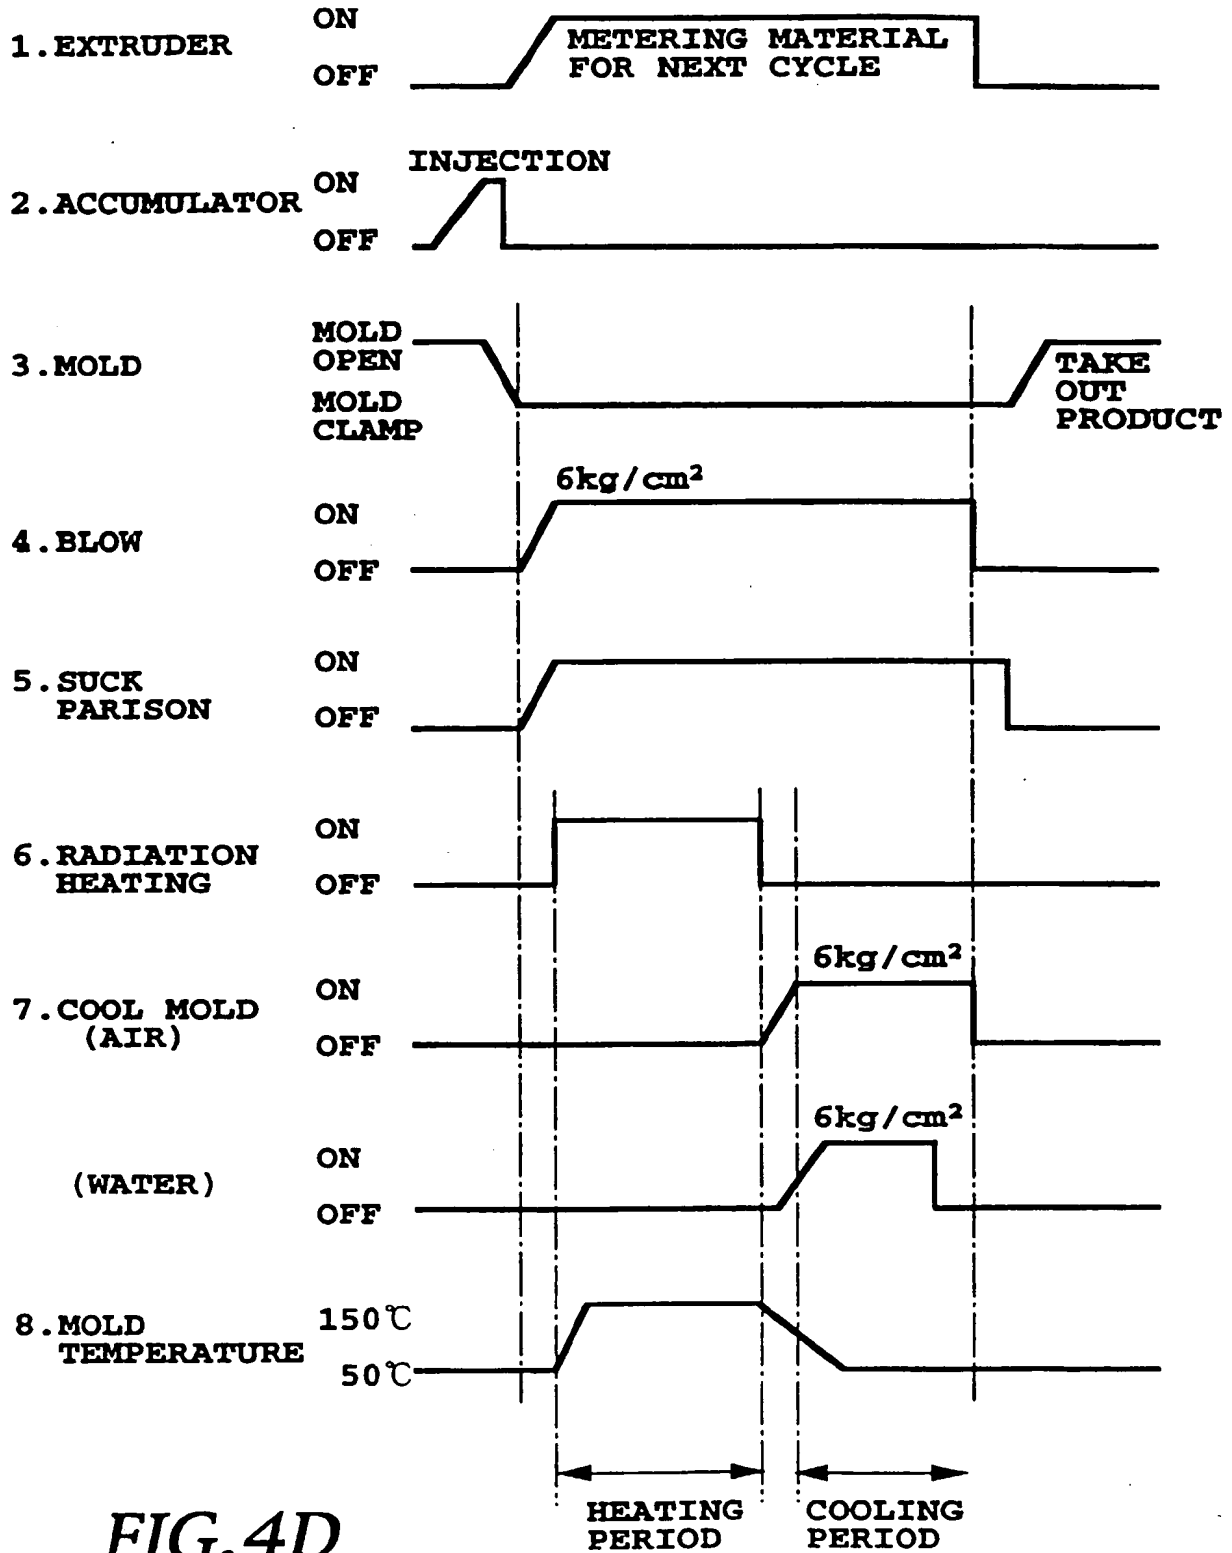 ON
1.EXTRUDER
METERING MATERIAL
FOR NEXT CYCLE
OFF
INJECTION
ON
2.ACCUMULATOR
OFF
MOLD
OPEN
3.MOLD
MOLD
CLAMP
TAKE
OUT
PRODUCT
6kg/cm²
ON
4.BLOW
OFF
ON
5.SUCK
PARISON
OFF
ON
6.RADIATION
HEATING
OFF
6kg/cm²
ON
7.COOL MOLD
(AIR)
OFF
6kg/cm²
ON
(WATER)
OFF
8.MOLD
TEMPERATURE
150℃
50℃
HEATING
PERIOD
COOLING
PERIOD
FIG.4D